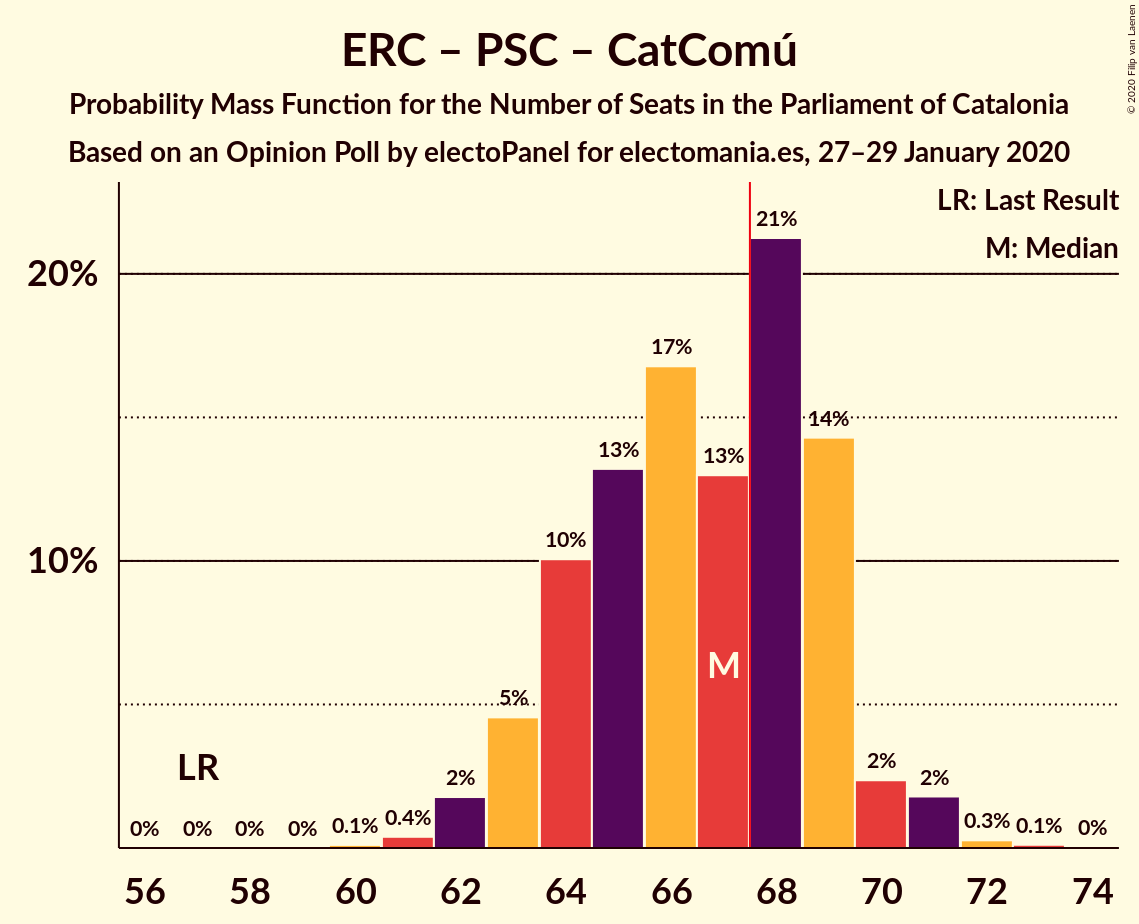 ERC – PSC – CatComú
Probability Mass Function for the Number of Seats in the Parliament of Catalonia
Based on an Opinion Poll by electoPanel for electomania.es, 27–29 January 2020
© 2020 Filip van Laenen
LR: Last Result
M: Median
20%
10%
0%
0%
0%
0%
0.1%
0.4%
2%
5%
10%
13%
17%
13%
21%
14%
2%
2%
0.3%
0.1%
0%
LR
M
56 58 60 62 64 66 68 70 72 74